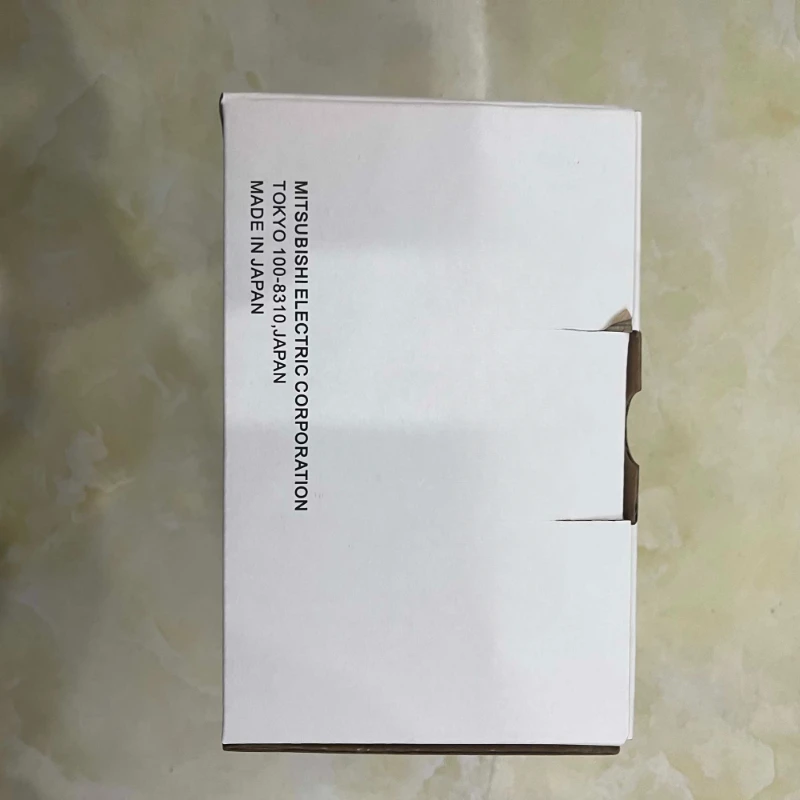 MITSUBISHI ELECTRIC CORPORATION
TOKYO 100-8310,JAPAN
MADE IN JAPAN